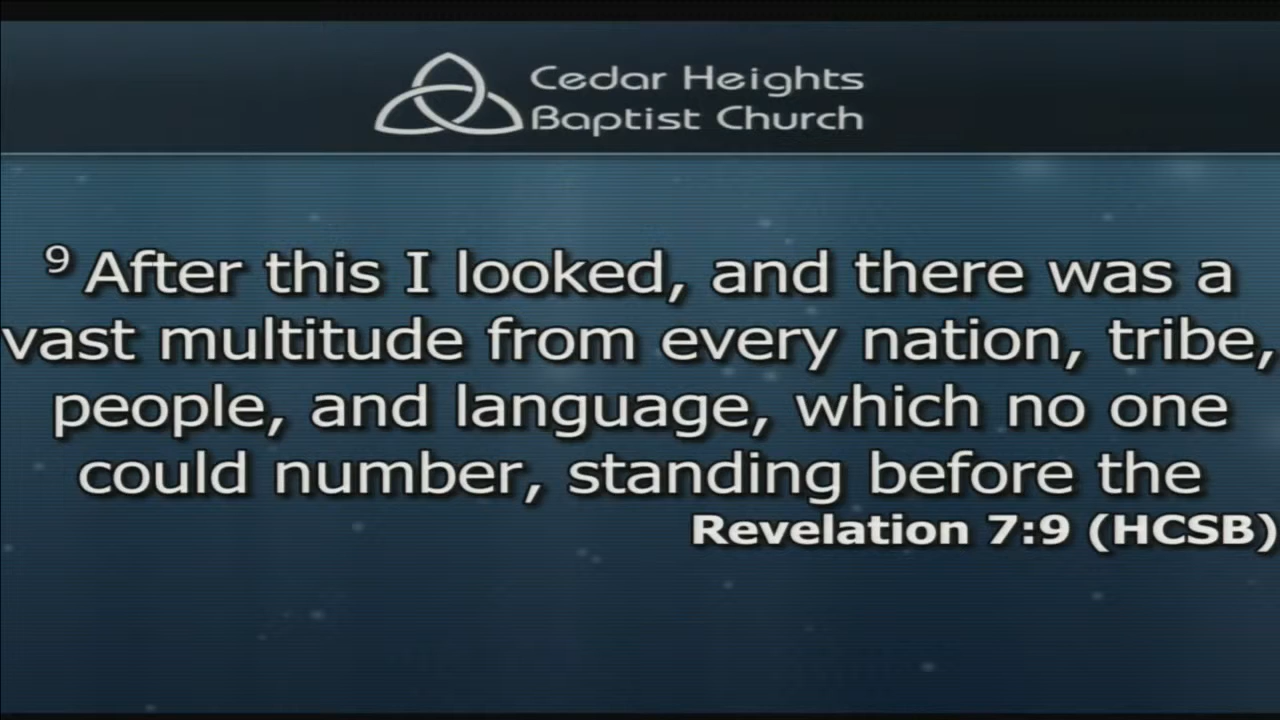 Cedar Heights
Baptist Church
9 After this I looked, and there was a
vast multitude from every nation, tribe,
people, and language, which no one
could number, standing before the
Revelation 7:9 (HCSB)